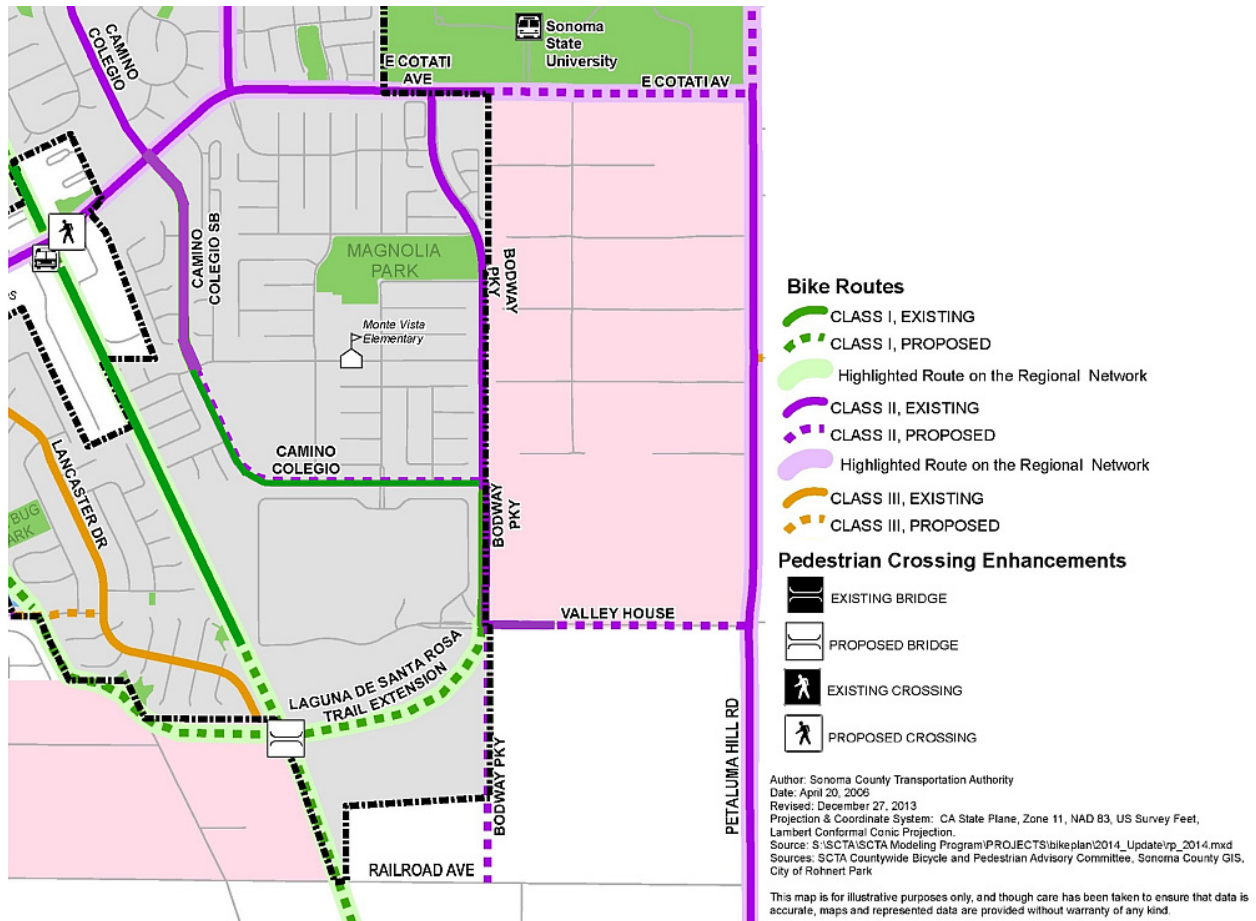 CAMINO
COLEGIO
Sonoma
State
University
E COTATI
AVE
E COTATI AV
CAMINO
COLEGIO SB
MAGNOLIA
PARK
BODWAY
PKY
Monte Vista
Elementary
LANCASTER DR
CAMINO
COLEGIO
BODWAY
PKY
PARK
VALLEY HOUSE
LAGUNA DE SANTA ROSA
TRAIL EXTENSION
BODWAY PKY
PETALUMA HILL RD
RAILROAD AVE
Bike Routes
CLASS I, EXISTING
CLASS I, PROPOSED
Highlighted Route on the Regional Network
CLASS II, EXISTING
CLASS II, PROPOSED
Highlighted Route on the Regional Network
CLASS III, EXISTING
CLASS III, PROPOSED
Pedestrian Crossing Enhancements
EXISTING BRIDGE
PROPOSED BRIDGE
EXISTING CROSSING
PROPOSED CROSSING
Author: Sonoma County Transportation Authority
Date: April 20, 2006
Revised: December 27, 2013
Projection & Coordinate System: CA State Plane, Zone 11, NAD 83, US Survey Feet,
Lambert Conformal Conic Projection.
Source: S:\SCTA\SCTA Modeling Program\PROJECTS\bikeplan\2014_Update\rp_2014.mxd
Sources: SCTA Countywide Bicycle and Pedestrian Advisory Committee, Sonoma County GIS,
City of Rohnert Park
This map is for illustrative purposes only, and though care has been taken to ensure that data is
accurate, maps and represented data are provided without warranty of any kind.